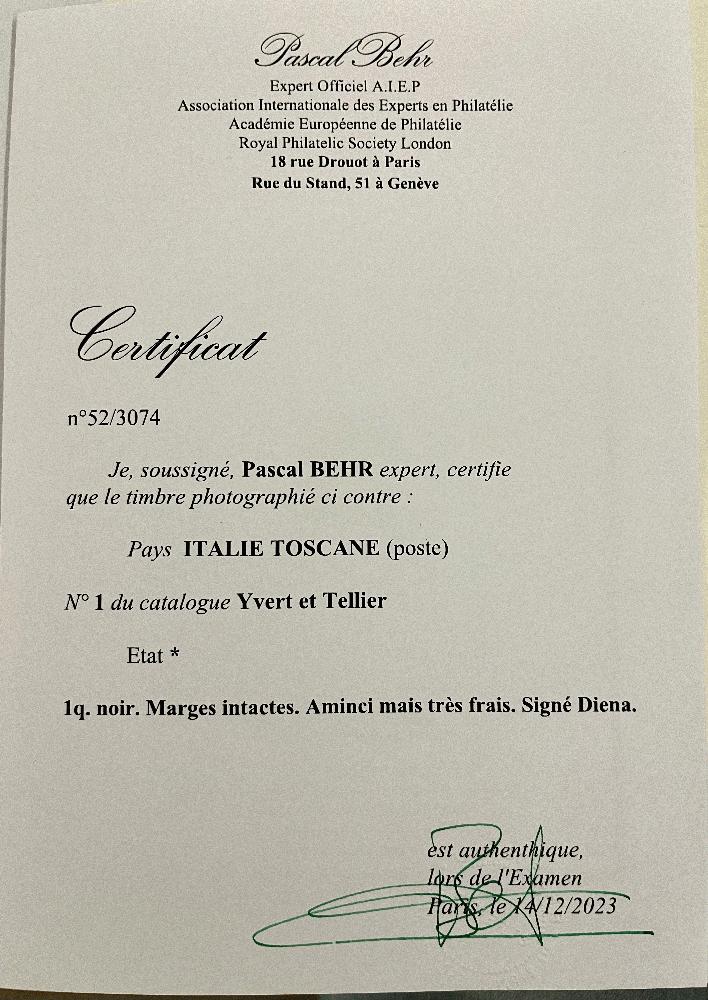 Pascal Behr
Expert Officiel A.I.E.P
Association Internationale des Experts en Philatélie
Académie Européenne de Philatélie
Royal Philatelic Society London
18 rue Drouot à Paris
Rue du Stand, 51 à Genève
Certificat
n°52/3074
Je, soussigné, Pascal BEHR expert, certifie
que le timbre photographié ci contre :
Pays ITALIE TOSCANE (poste)
N° 1 du catalogue Yvert et Tellier
Etat *
1q. noir. Marges intactes. Aminci mais très frais. Signé Diena.
est authenthique,
lors de l'Examen
Paris, le 14/12/2023